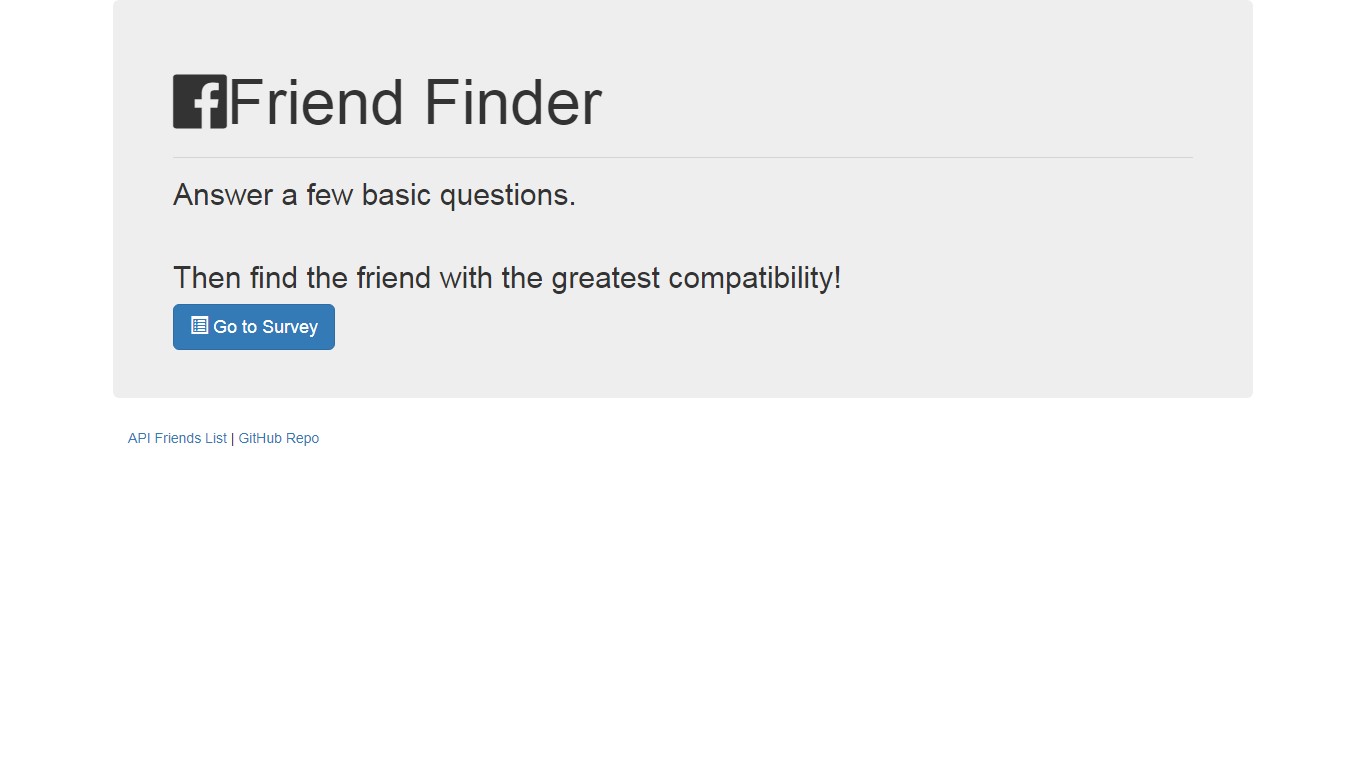 Friend Finder
Answer a few basic questions.
Then find the friend with the greatest compatibility!
Go to Survey
API Friends List | GitHub Repo